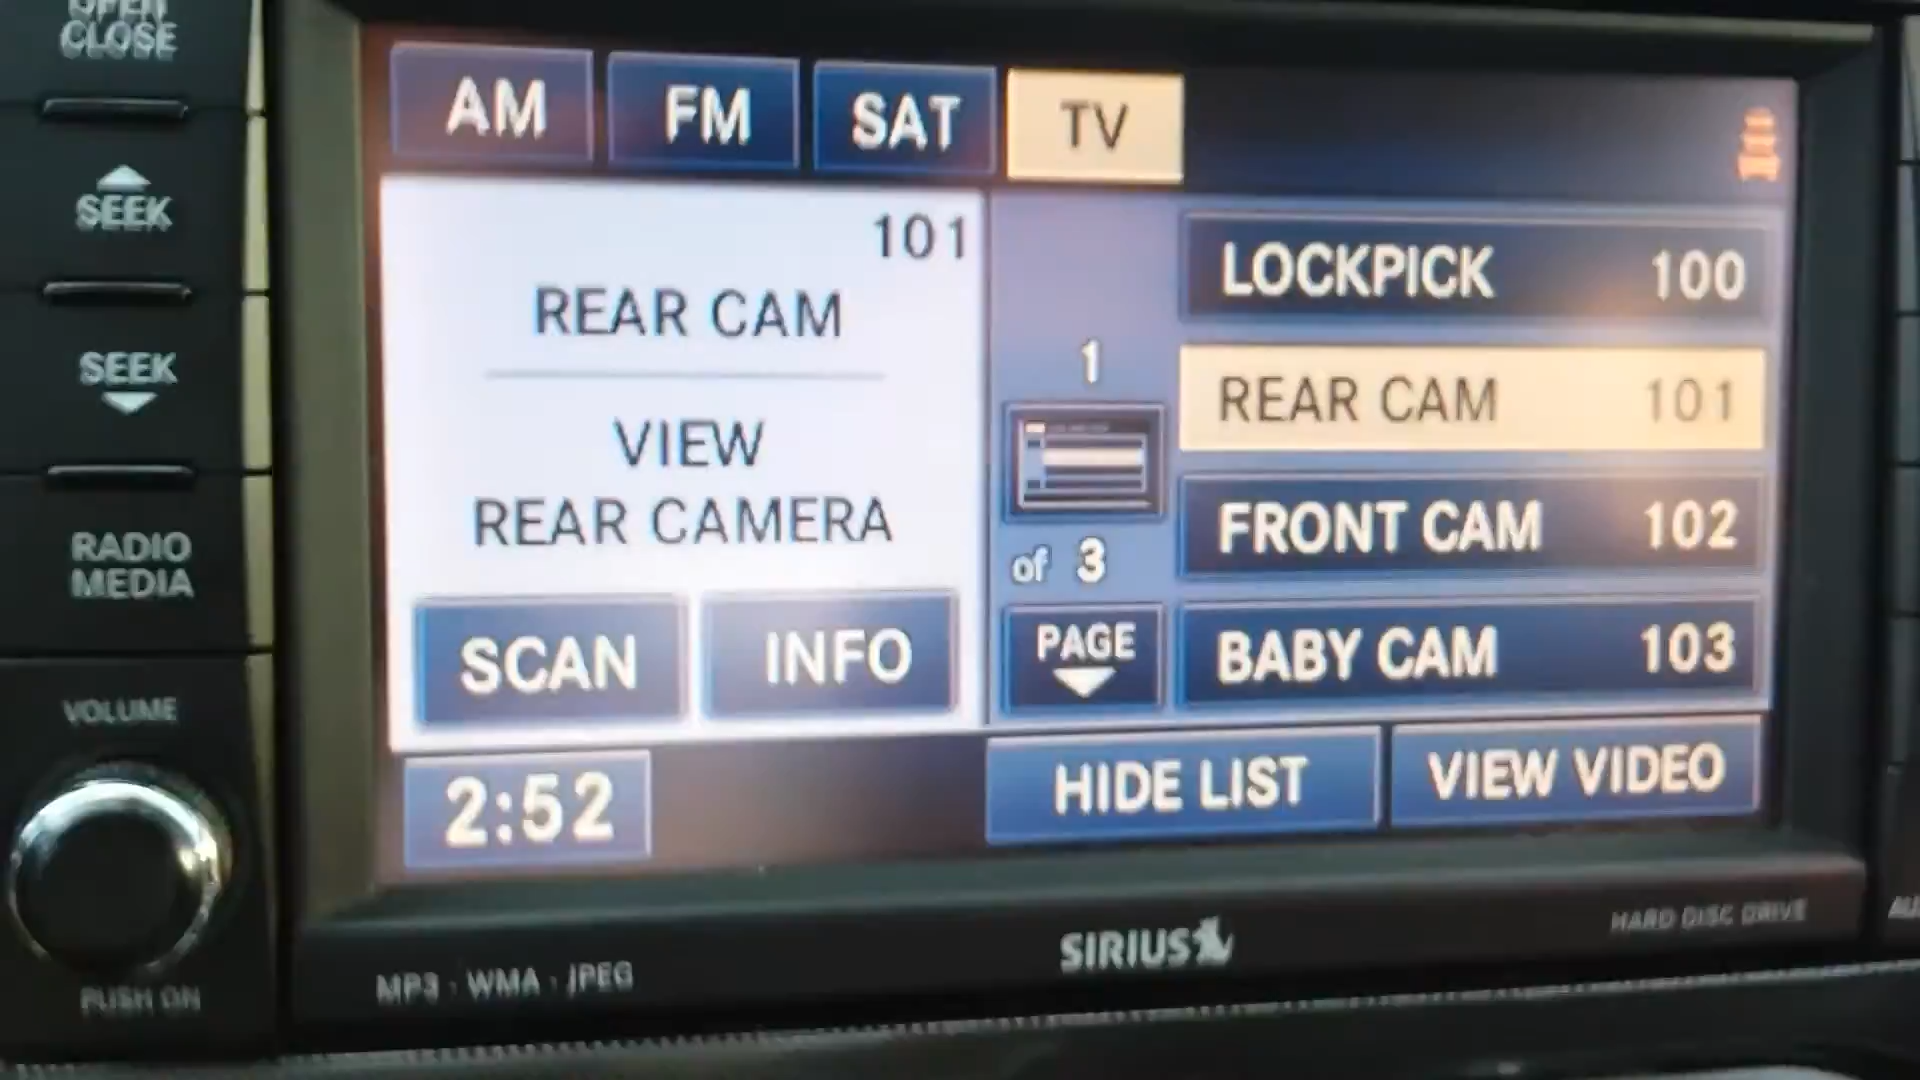 OPEN
CLOSE
SEEK
SEEK
RADIO
MEDIA
VOLUME
PUSH ON
AM FM SAT TV
101
REAR CAM
VIEW
REAR CAMERA
SCAN INFO
1
of 3
PAGE
LOCKPICK 100
REAR CAM 101
FRONT CAM 102
BABY CAM 103
2:52 HIDE LIST VIEW VIDEO
MP3 · WMA · JPEG
SIRIUS
HARD DISC DRIVE